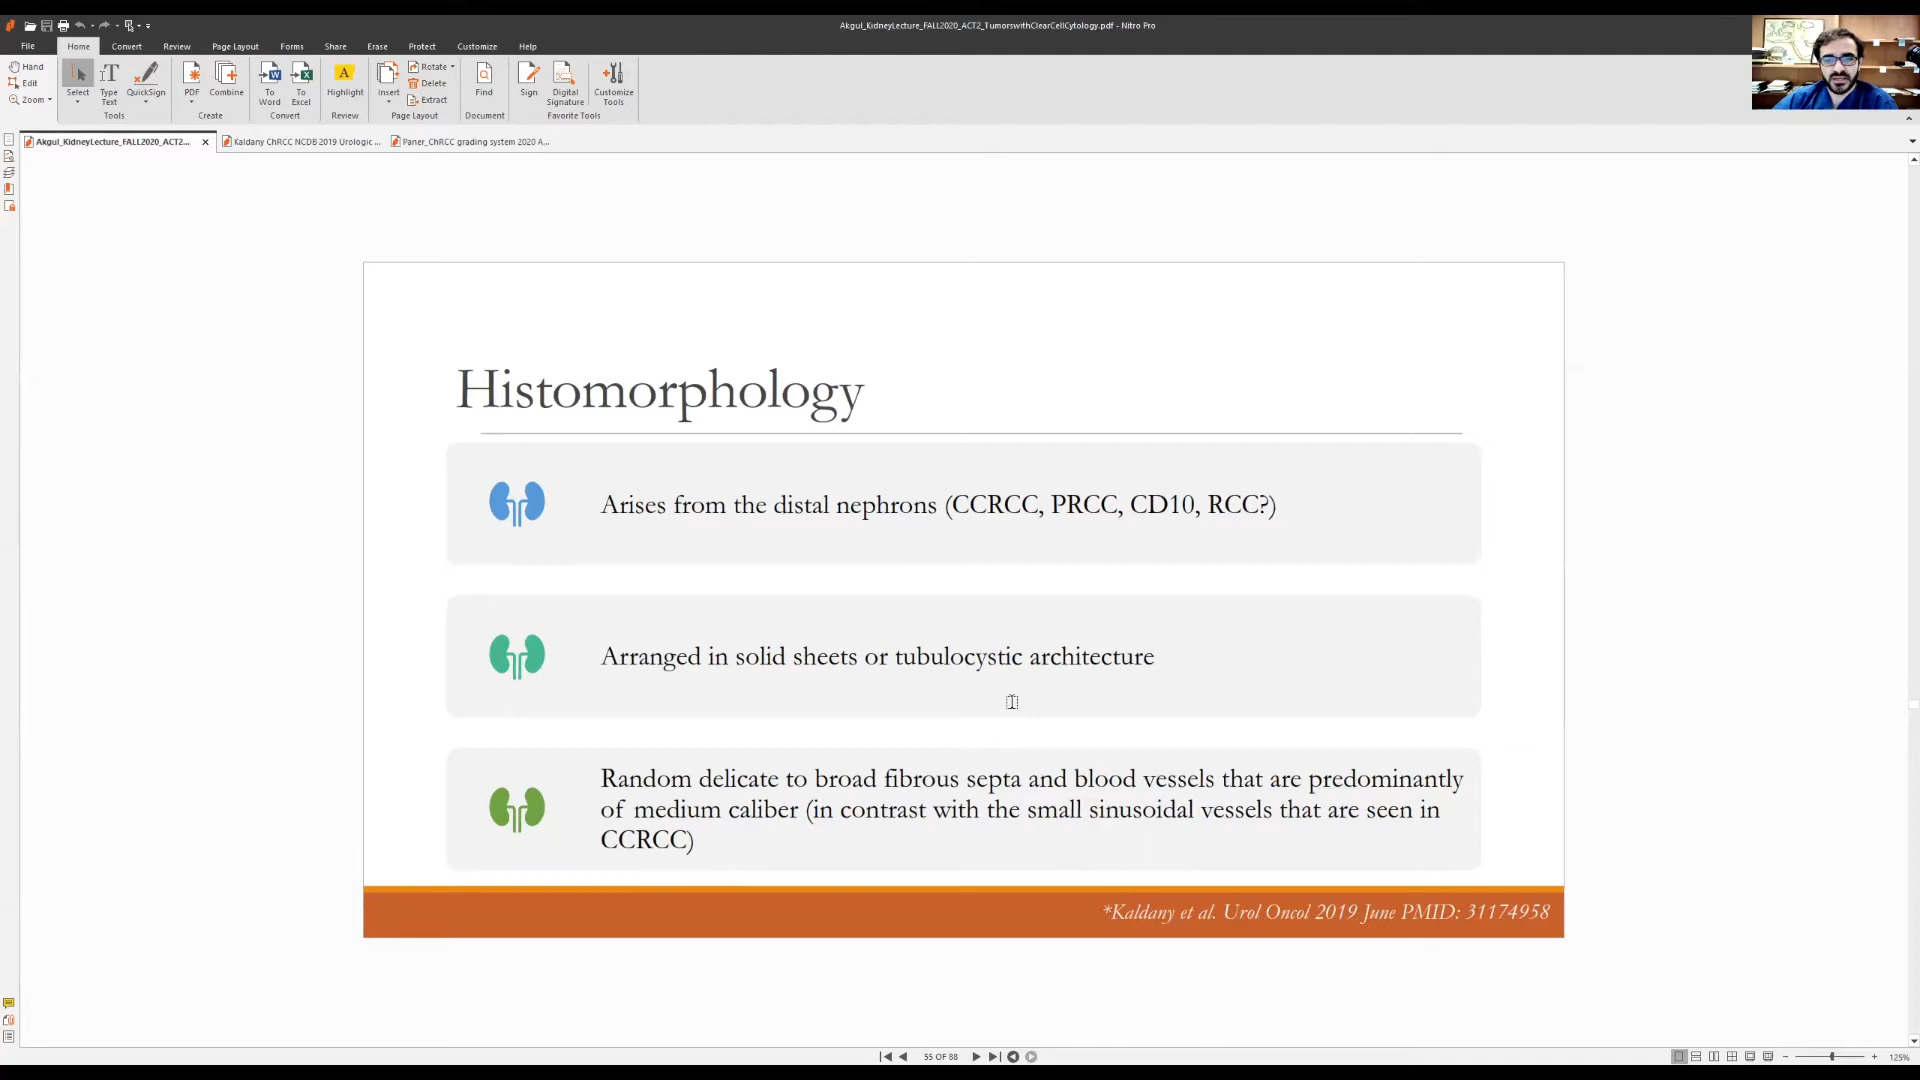 Akgul_KidneyLecture_FALL2020_ACT2_TumorswithClearCellCytology.pdf - Nitro Pro
File Home Convert Review Page Layout Forms Share Erase Protect Customize Help
Hand
Edit
Zoom
Select
Type Text
QuickSign
Tools
PDF
Combine
Create
To Word
To Excel
Convert
Highlight
Review
Insert
Rotate
Delete
Extract
Page Layout
Find
Document
Sign
Digital Signature
Customize Tools
Favorite Tools
Akgul_KidneyLecture_FALL2020_ACT2...
Kaldany ChRCC NCDB 2019 Urologic ...
Paner_ChRCC grading system 2020 A...
Histomorphology
Arises from the distal nephrons (CCRCC, PRCC, CD10, RCC?)
Arranged in solid sheets or tubulocystic architecture
Random delicate to broad fibrous septa and blood vessels that are predominantly
of medium caliber (in contrast with the small sinusoidal vessels that are seen in
CCRCC)
*Kaldany et al. Urol Oncol 2019 June PMID: 31174958
55 OF 88
125%